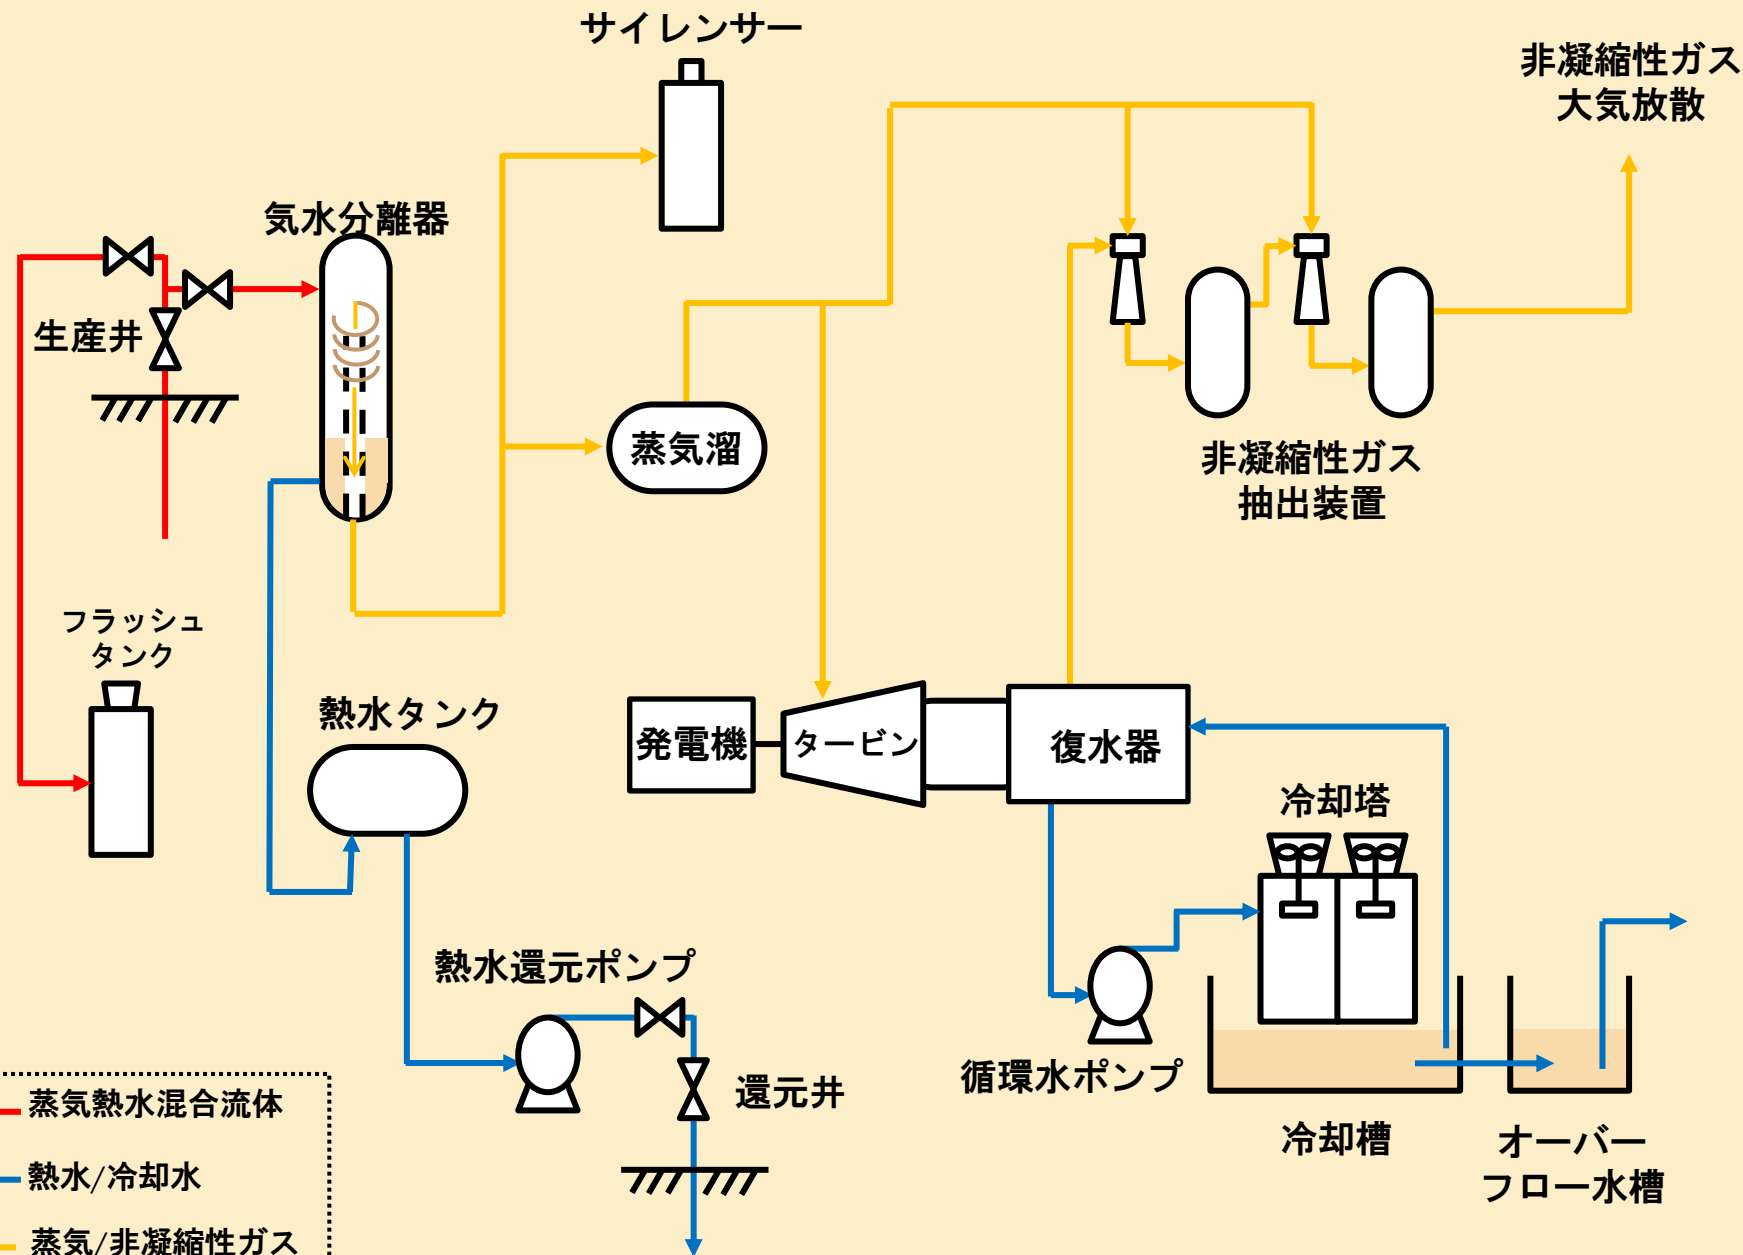 サイレンサー
非凝縮性ガス
大気放散
気水分離器
生産井
蒸気溜
非凝縮性ガス
抽出装置
フラッシュ
タンク
熱水タンク
発電機
タービン
復水器
冷却塔
熱水還元ポンプ
循環水ポンプ
還元井
冷却槽
オーバー
フロー水槽
蒸気熱水混合流体
熱水/冷却水
蒸気/非凝縮性ガス